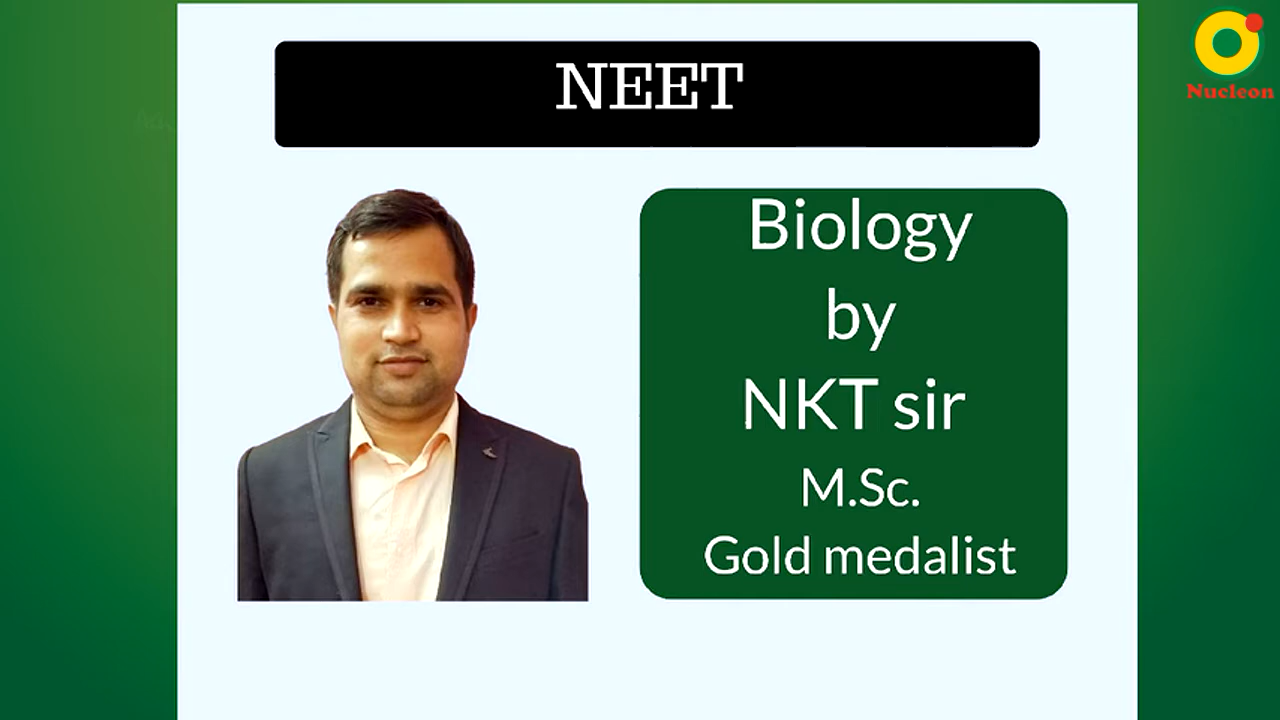 NEET
Nucleon
Biology
by
NKT sir
M.Sc.
Gold medalist